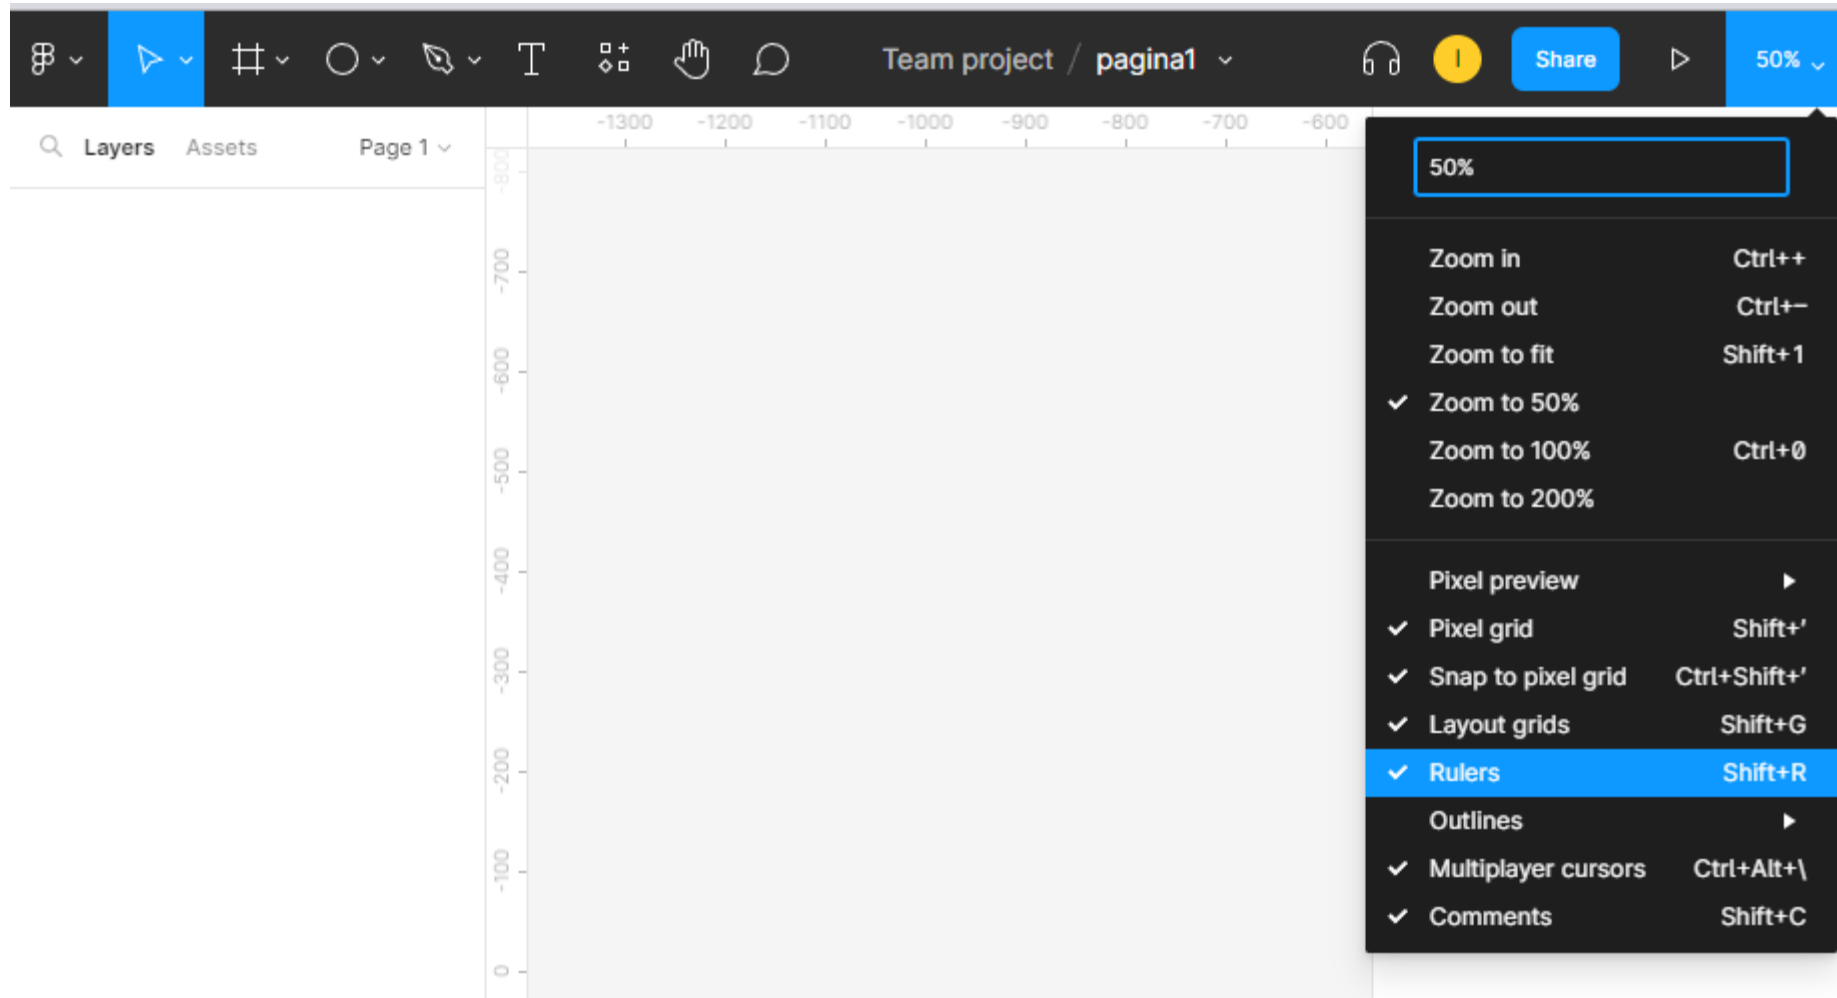 Team project / pagina1
I
Share
50%
Layers Assets Page 1
-1300 -1200 -1100 -1000 -900 -800 -700 -600
-800
-700
-600
-500
-400
-300
-200
-100
0
50%
Zoom in Ctrl++
Zoom out Ctrl+−
Zoom to fit Shift+1
Zoom to 50%
Zoom to 100% Ctrl+0
Zoom to 200%
Pixel preview
Pixel grid Shift+'
Snap to pixel grid Ctrl+Shift+'
Layout grids Shift+G
Rulers Shift+R
Outlines
Multiplayer cursors Ctrl+Alt+\
Comments Shift+C